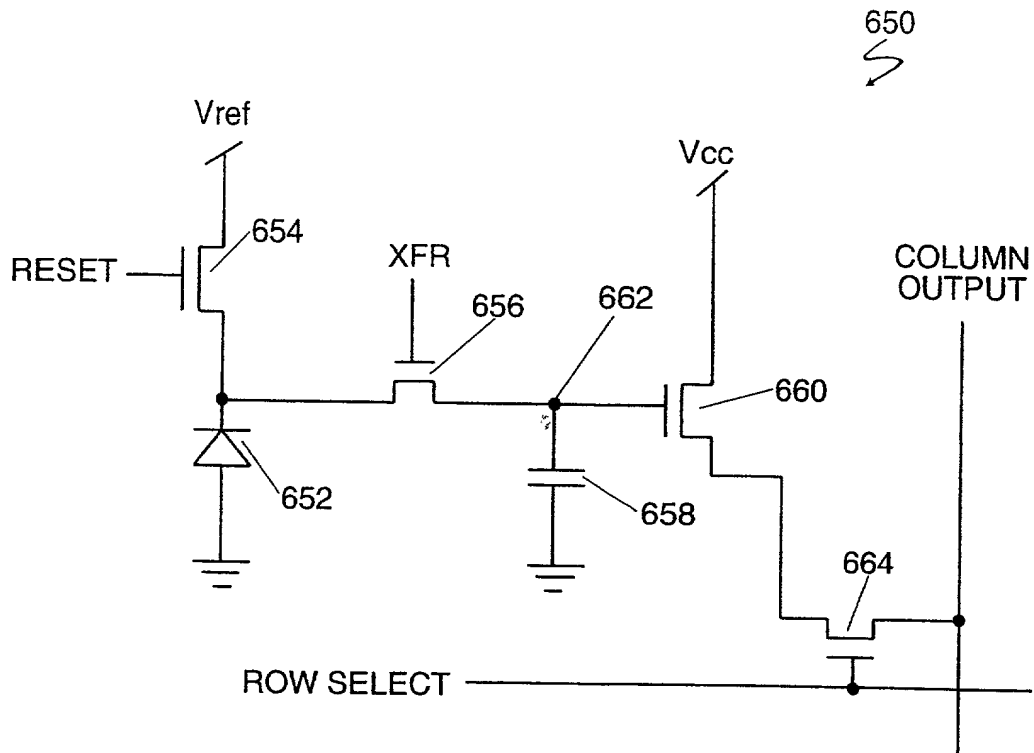 650
Vref
Vcc
654
RESET
XFR
COLUMN
OUTPUT
656
662
660
652
658
664
ROW SELECT